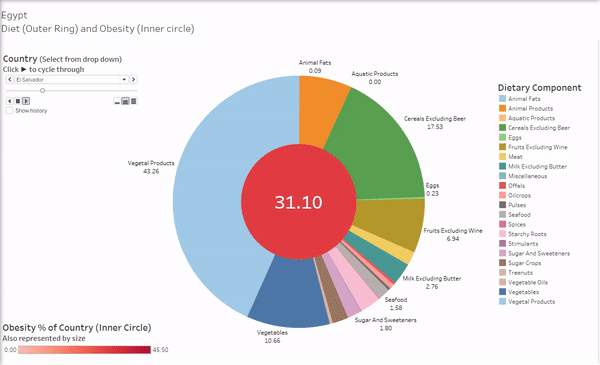 Egypt
Diet (Outer Ring) and Obesity (Inner circle)
Country (Select from drop down)
Click ► to cycle through
El Salvador
Show history
Animal Fats
0.09
Aquatic Products
0.00
Cereals Excluding Beer
17.53
Eggs
0.23
Fruits Excluding Wine
6.94
Milk Excluding Butter
2.76
Seafood
1.58
Sugar And Sweeteners
1.80
Vegetables
10.66
Vegetal Products
43.26
31.10
Dietary Component
Animal Fats
Animal Products
Aquatic Products
Cereals Excluding Beer
Eggs
Fruits Excluding Wine
Meat
Milk Excluding Butter
Miscellaneous
Offals
Oilcrops
Pulses
Seafood
Spices
Starchy Roots
Stimulants
Sugar And Sweeteners
Sugar Crops
Treenuts
Vegetable Oils
Vegetables
Vegetal Products
Obesity % of Country (Inner Circle)
Also represented by size
0.00
45.50